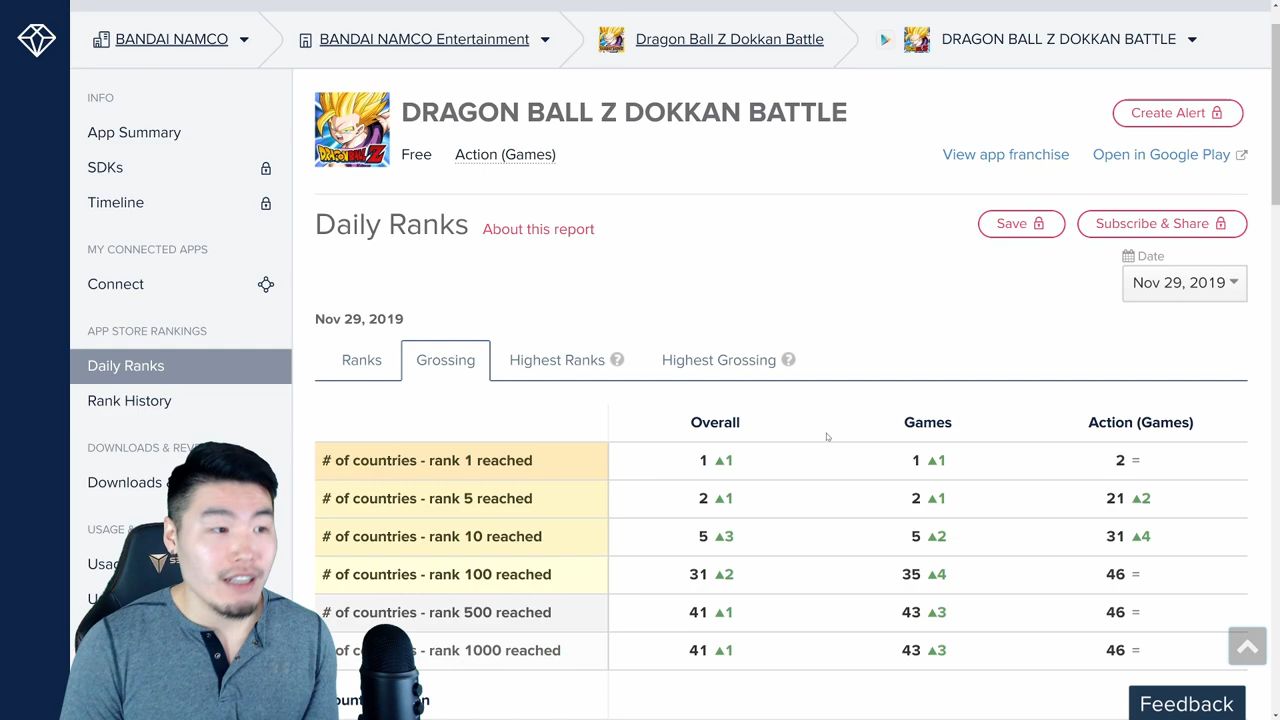 BANDAI NAMCO
BANDAI NAMCO Entertainment
Dragon Ball Z Dokkan Battle
DRAGON BALL Z DOKKAN BATTLE
INFO
App Summary
SDKs
Timeline
MY CONNECTED APPS
Connect
APP STORE RANKINGS
Daily Ranks
Rank History
DOWNLOADS & REVE
Downloads &
USAGE &
Usag
U
DRAGON BALL Z DOKKAN BATTLE
Create Alert
Free Action (Games)
View app franchise Open in Google Play
Daily Ranks About this report
Save Subscribe & Share
Date
Nov 29, 2019
Nov 29, 2019
Ranks Grossing Highest Ranks ? Highest Grossing ?
Overall Games Action (Games)
# of countries - rank 1 reached 1 ▲1 1 ▲1 2 =
# of countries - rank 5 reached 2 ▲1 2 ▲1 21 ▲2
# of countries - rank 10 reached 5 ▲3 5 ▲2 31 ▲4
# of countries - rank 100 reached 31 ▲2 35 ▲4 46 =
# of countries - rank 500 reached 41 ▲1 43 ▲3 46 =
s - rank 1000 reached 41 ▲1 43 ▲3 46 =
Feedback